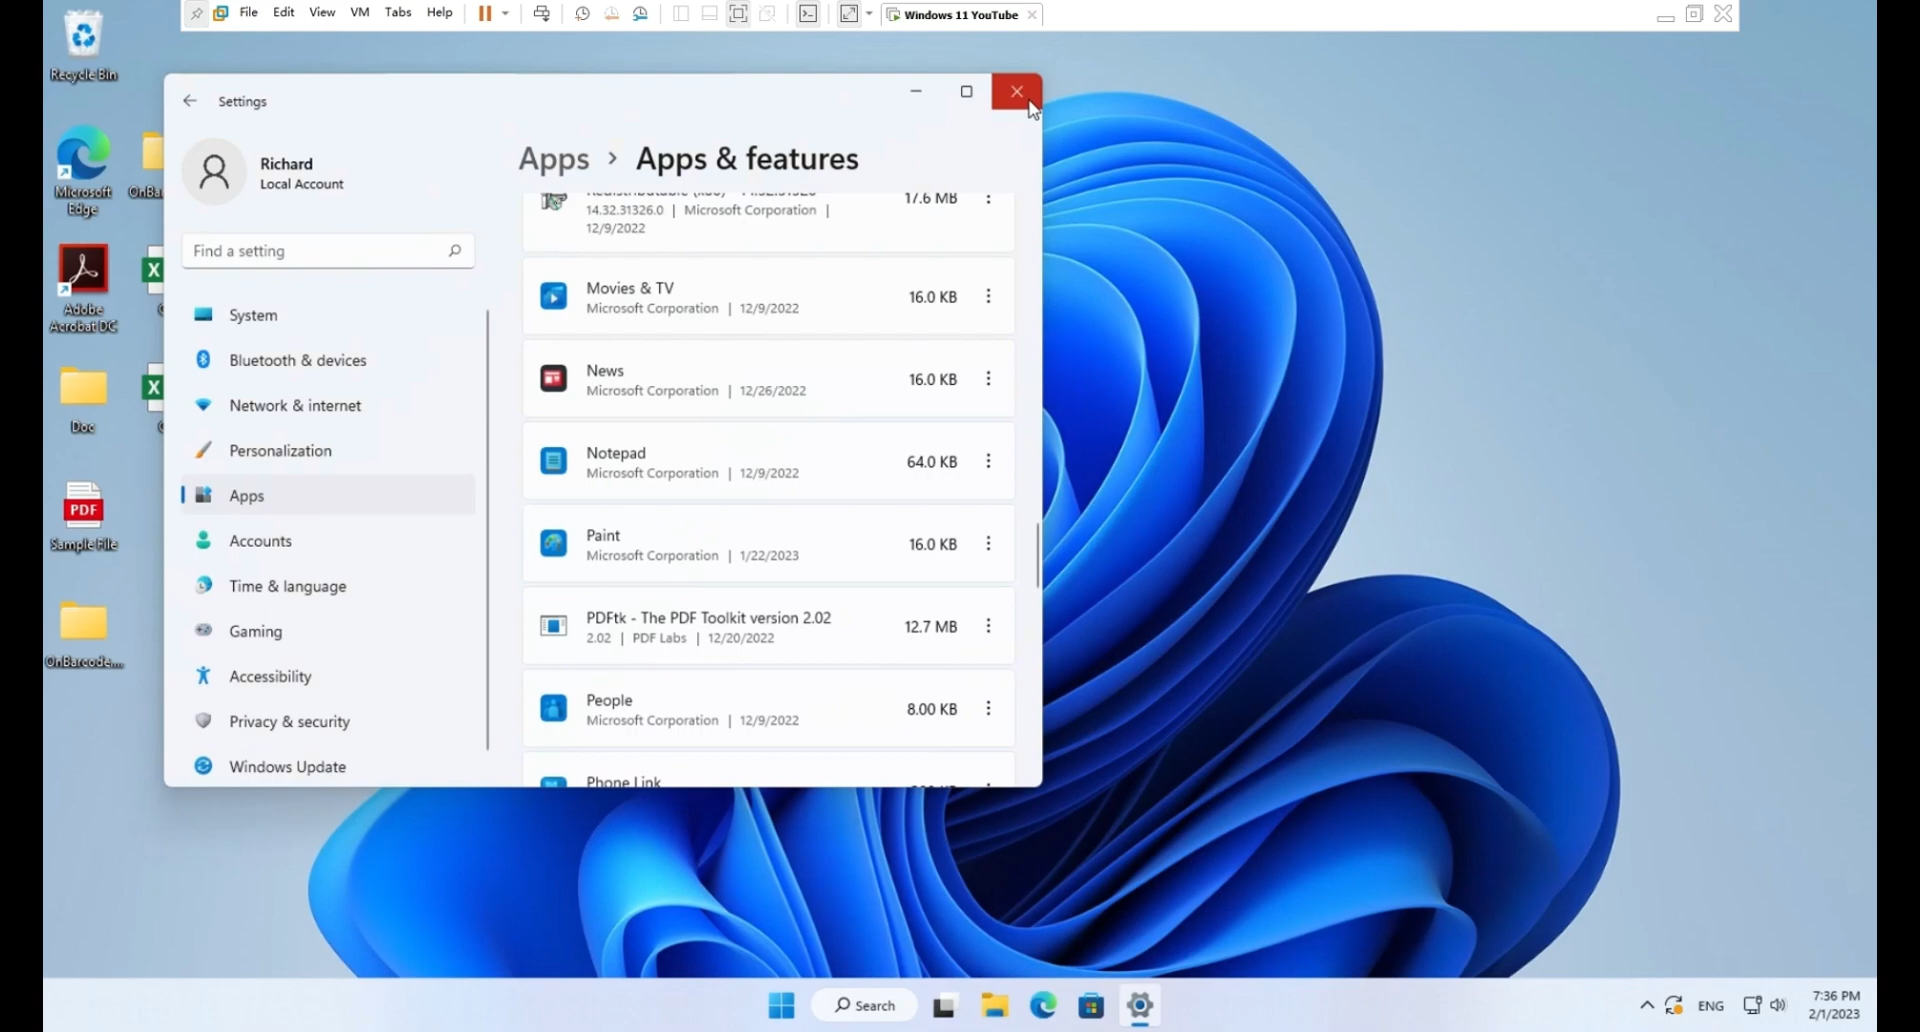 File Edit View VM Tabs Help
Windows 11 YouTube
Recycle Bin
Microsoft Edge
OnBa
Adobe Acrobat DC
Doc
PDF
Sample File
OnBarcode....
Settings
Richard
Local Account
Find a setting
System
Bluetooth & devices
Network & internet
Personalization
Apps
Accounts
Time & language
Gaming
Accessibility
Privacy & security
Windows Update
Apps > Apps & features
17.6 MB
14.32.31326.0 | Microsoft Corporation |
12/9/2022
Movies & TV
Microsoft Corporation | 12/9/2022
16.0 KB
News
Microsoft Corporation | 12/26/2022
16.0 KB
Notepad
Microsoft Corporation | 12/9/2022
64.0 KB
Paint
Microsoft Corporation | 1/22/2023
16.0 KB
PDFtk - The PDF Toolkit version 2.02
2.02 | PDF Labs | 12/20/2022
12.7 MB
People
Microsoft Corporation | 12/9/2022
8.00 KB
Phone Link
Search
ENG
7:36 PM
2/1/2023